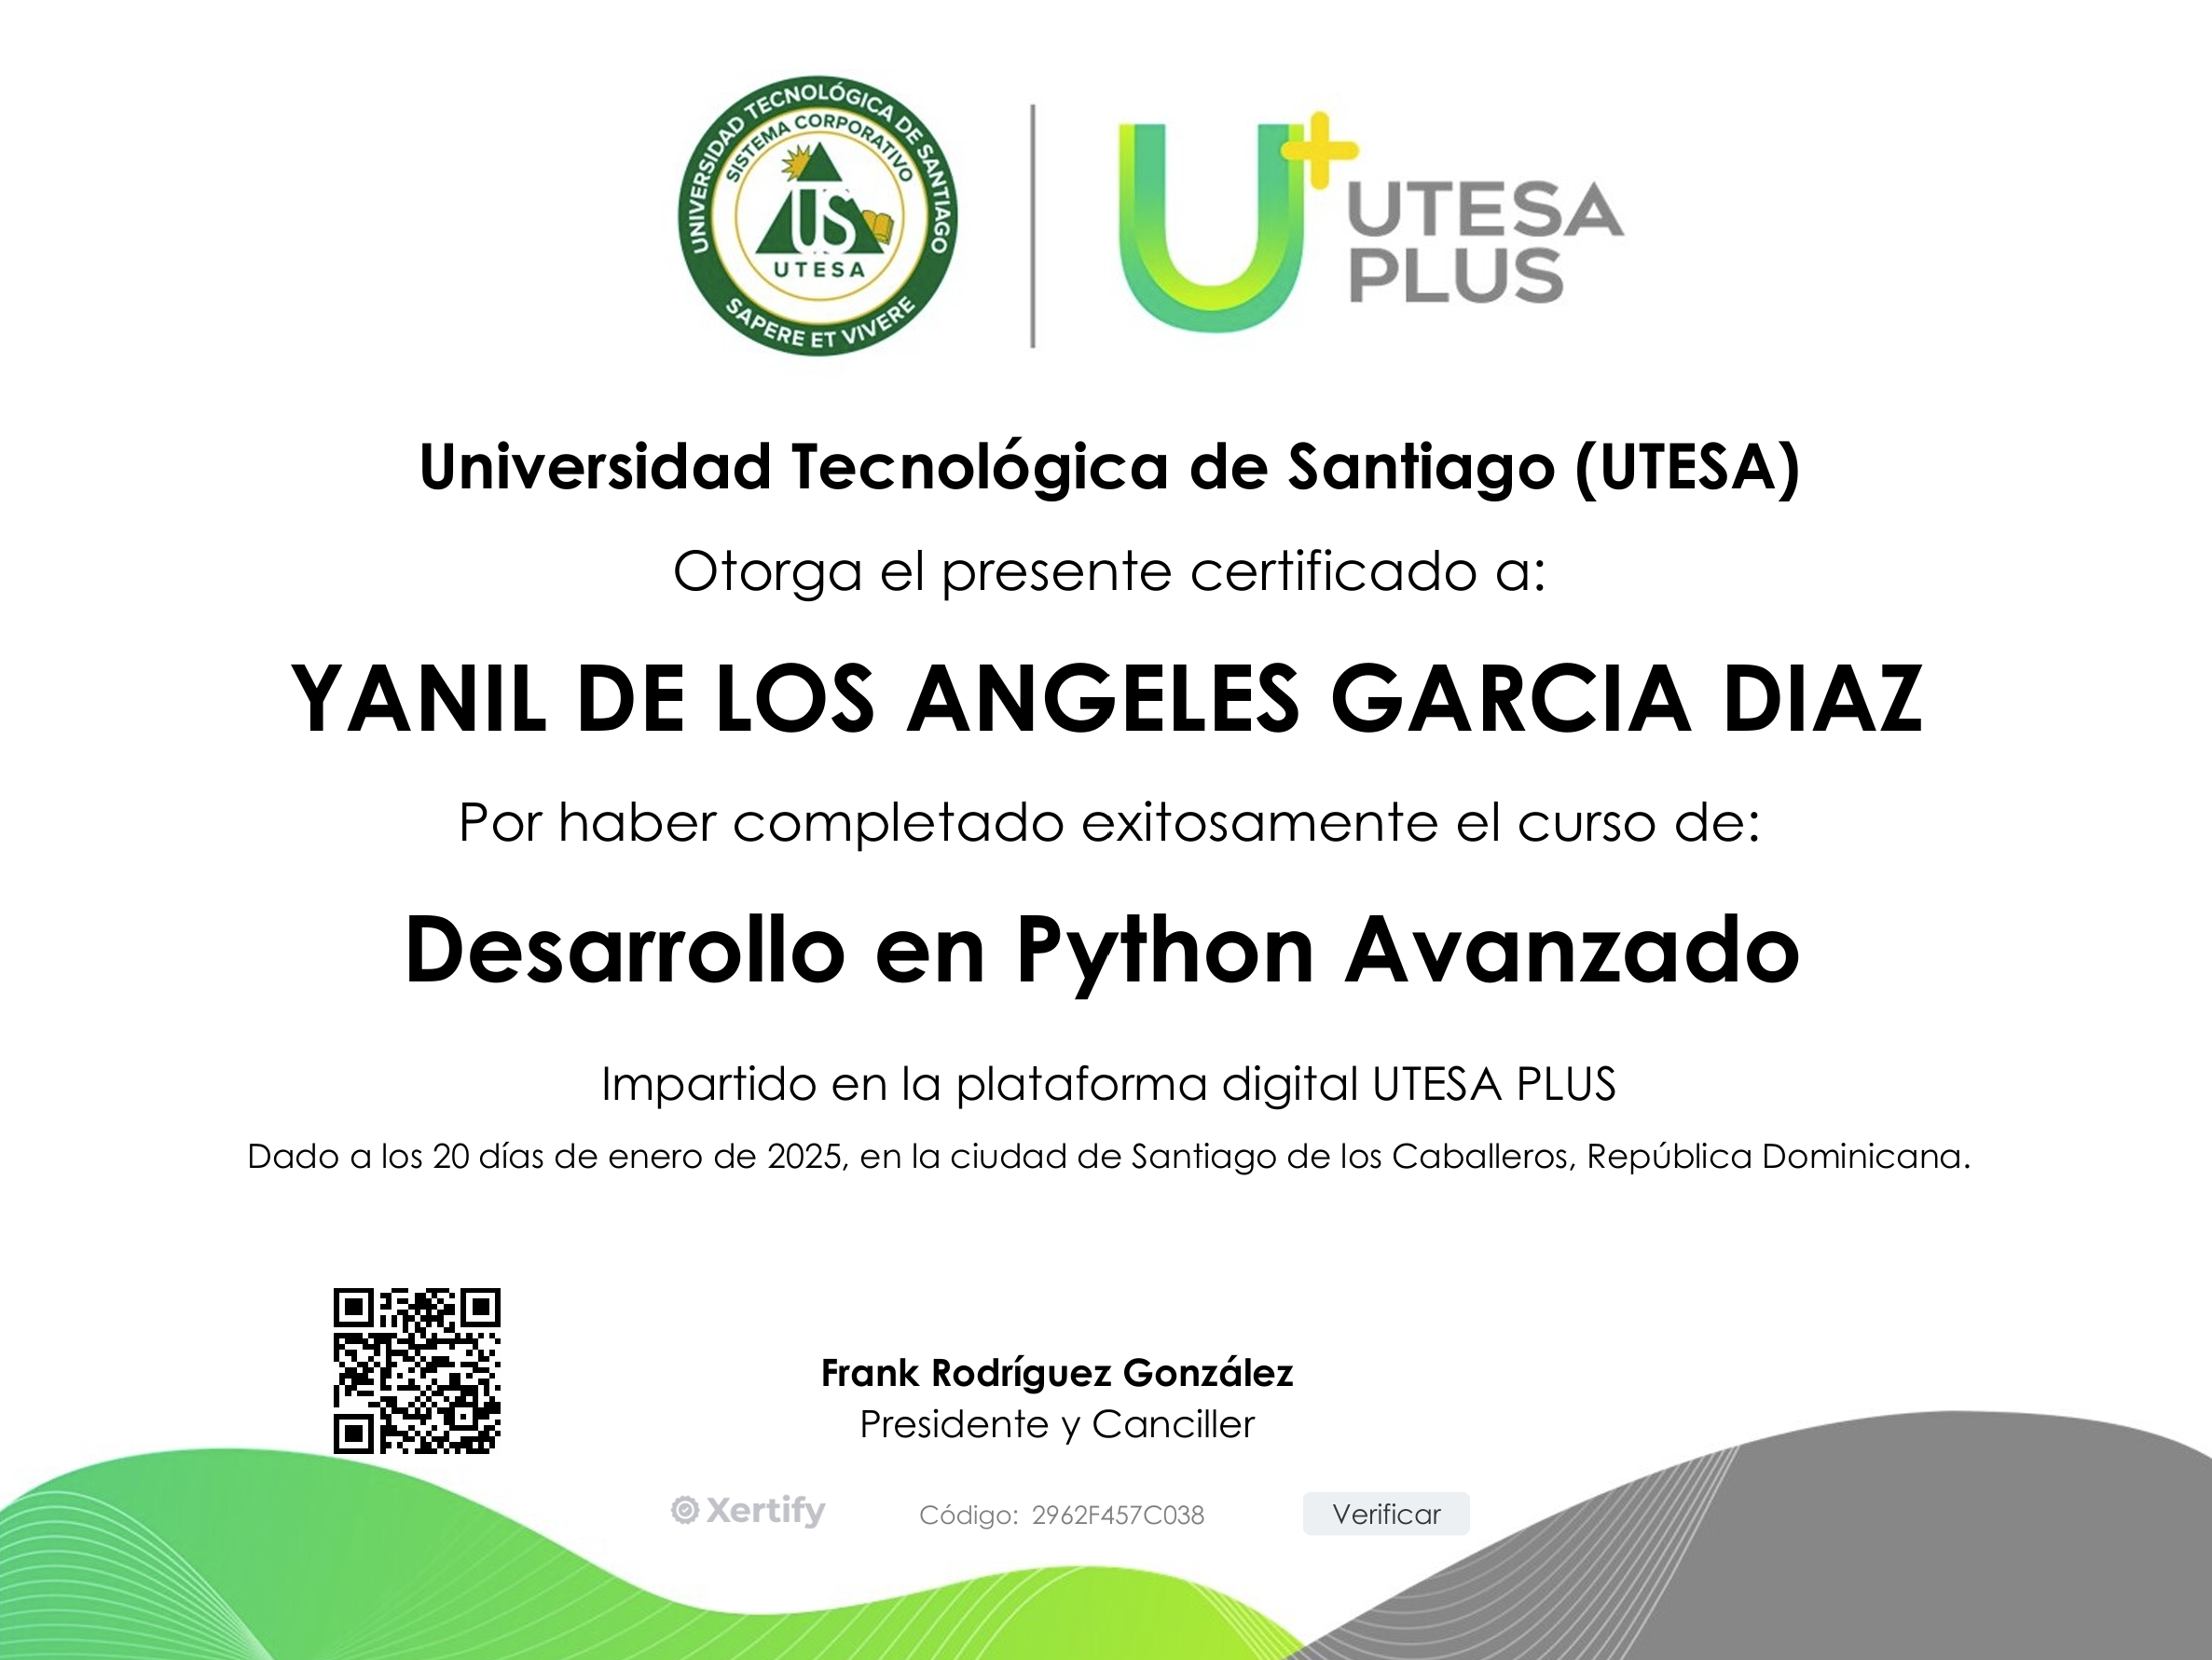 UNIVERSIDAD TECNOLÓGICA DE SANTIAGO
SISTEMA CORPORATIVO
US
UTESA
SAPERE ET VIVERE
U+
UTESA
PLUS
Universidad Tecnológica de Santiago (UTESA)
Otorga el presente certificado a:
YANIL DE LOS ANGELES GARCIA DIAZ
Por haber completado exitosamente el curso de:
Desarrollo en Python Avanzado
Impartido en la plataforma digital UTESA PLUS
Dado a los 20 días de enero de 2025, en la ciudad de Santiago de los Caballeros, República Dominicana.
Frank Rodríguez González
Presidente y Canciller
Xertify
Código: 2962F457C038
Verificar